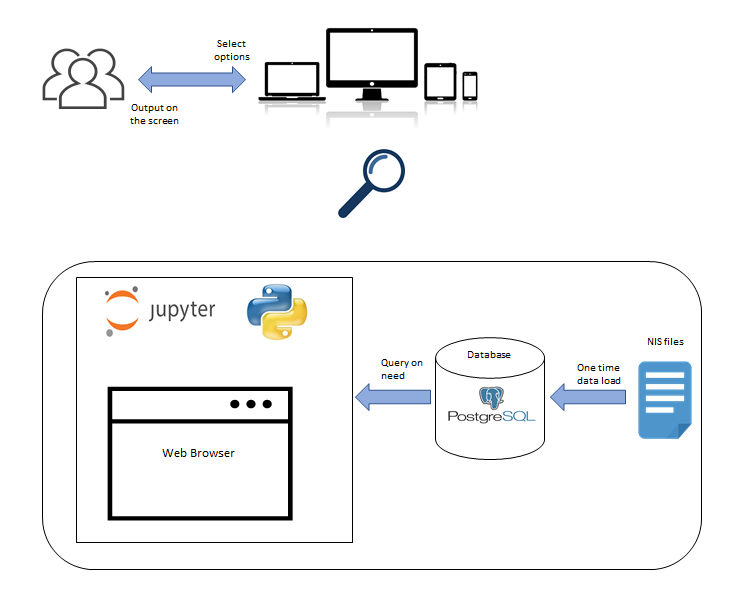 Select
options
Output on
the screen
jupyter
Web Browser
Query on
need
Database
PostgreSQL
One time
data load
NIS files